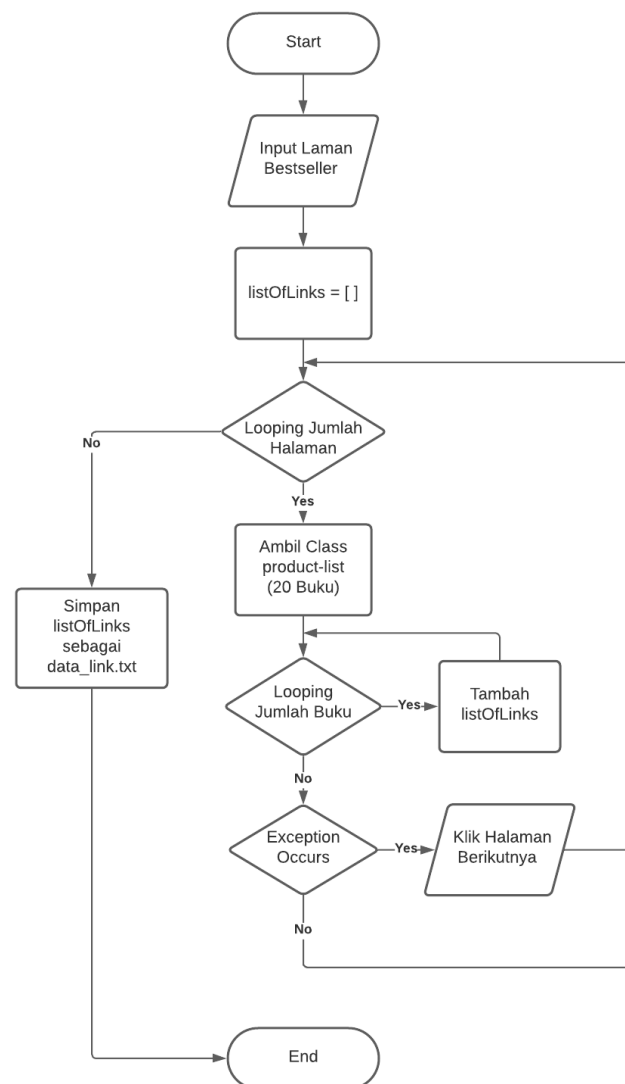 Start
Input Laman
Bestseller
listOfLinks = [ ]
Looping Jumlah
Halaman
No
Yes
Ambil Class
product-list
(20 Buku)
Simpan
listOfLinks
sebagai
data_link.txt
Looping
Jumlah Buku
Yes
Tambah
listOfLinks
No
Exception
Occurs
Yes
Klik Halaman
Berikutnya
No
End